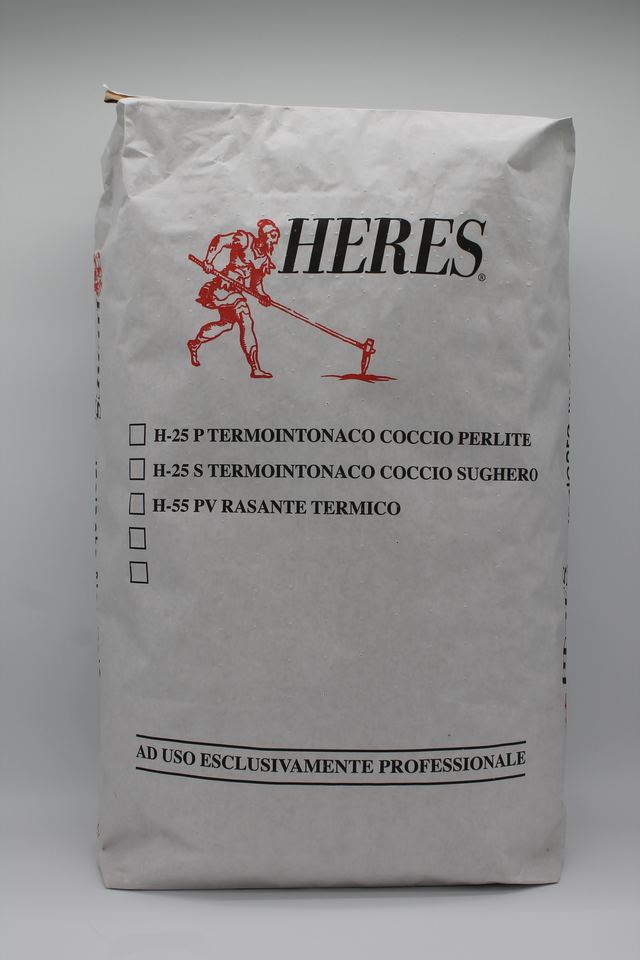 HERES®
H-25 P TERMOINTONACO COCCIO PERLITE
H-25 S TERMOINTONACO COCCIO SUGHERO
H-55 PV RASANTE TERMICO
AD USO ESCLUSIVAMENTE PROFESSIONALE